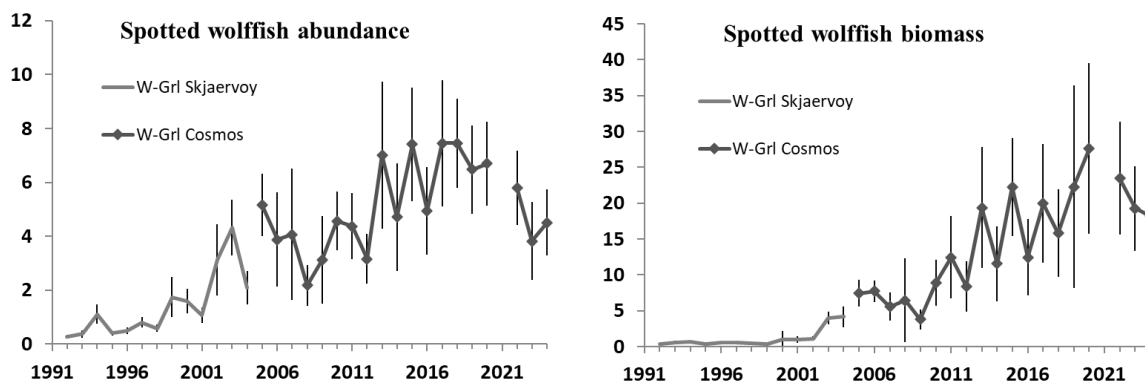 Spotted wolffish abundance
12
10
8
6
4
2
0
W-Grl Skjaervoy
W-Grl Cosmos
1991 1996 2001 2006 2011 2016 2021
Spotted wolffish biomass
45
40
35
30
25
20
15
10
5
0
W-Grl Skjaervoy
W-Grl Cosmos
1991 1996 2001 2006 2011 2016 2021